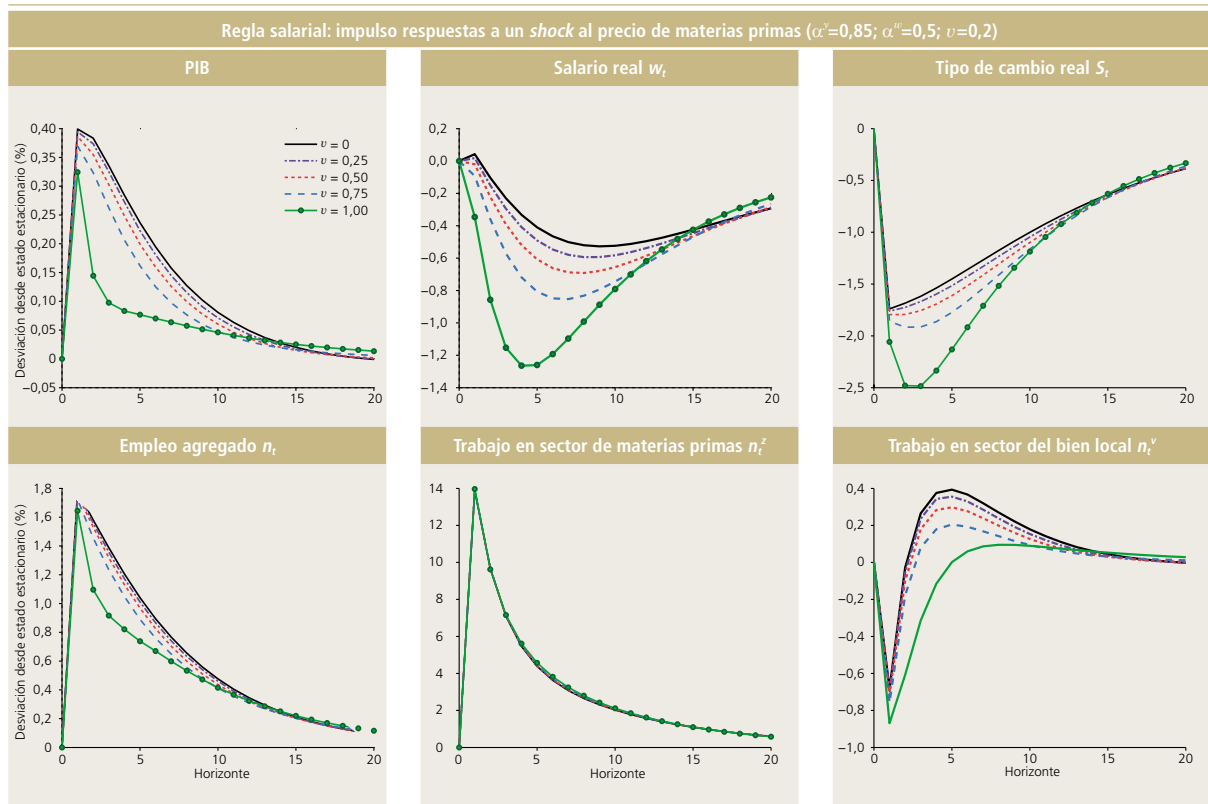 Regla salarial: impulso respuestas a un shock al precio de materias primas (αʸ=0,85; αʷ=0,5; υ=0,2)
PIB
Desviación desde estado estacionario (%)
0,40
0,35
0,30
0,25
0,20
0,15
0,10
0,05
0
−0,05
0 5 10 15 20
υ = 0
υ = 0,25
υ = 0,50
υ = 0,75
υ = 1,00
Salario real wₜ
0,2
0,0
−0,2
−0,4
−0,6
−0,8
−1,0
−1,2
−1,4
0 5 10 15 20
Tipo de cambio real Sₜ
0
−0,5
−1,0
−1,5
−2,0
−2,5
0 5 10 15 20
Empleo agregado nₜ
Desviación desde estado estacionario (%)
1,8
1,6
1,4
1,2
1,0
0,8
0,6
0,4
0,2
0
0 5 10 15 20
Horizonte
Trabajo en sector de materias primas nₜᶻ
14
12
10
8
6
4
2
0
0 5 10 15 20
Horizonte
Trabajo en sector del bien local nₜᵛ
0,4
0,2
0
−0,2
−0,4
−0,6
−0,8
−1,0
0 5 10 15 20
Horizonte